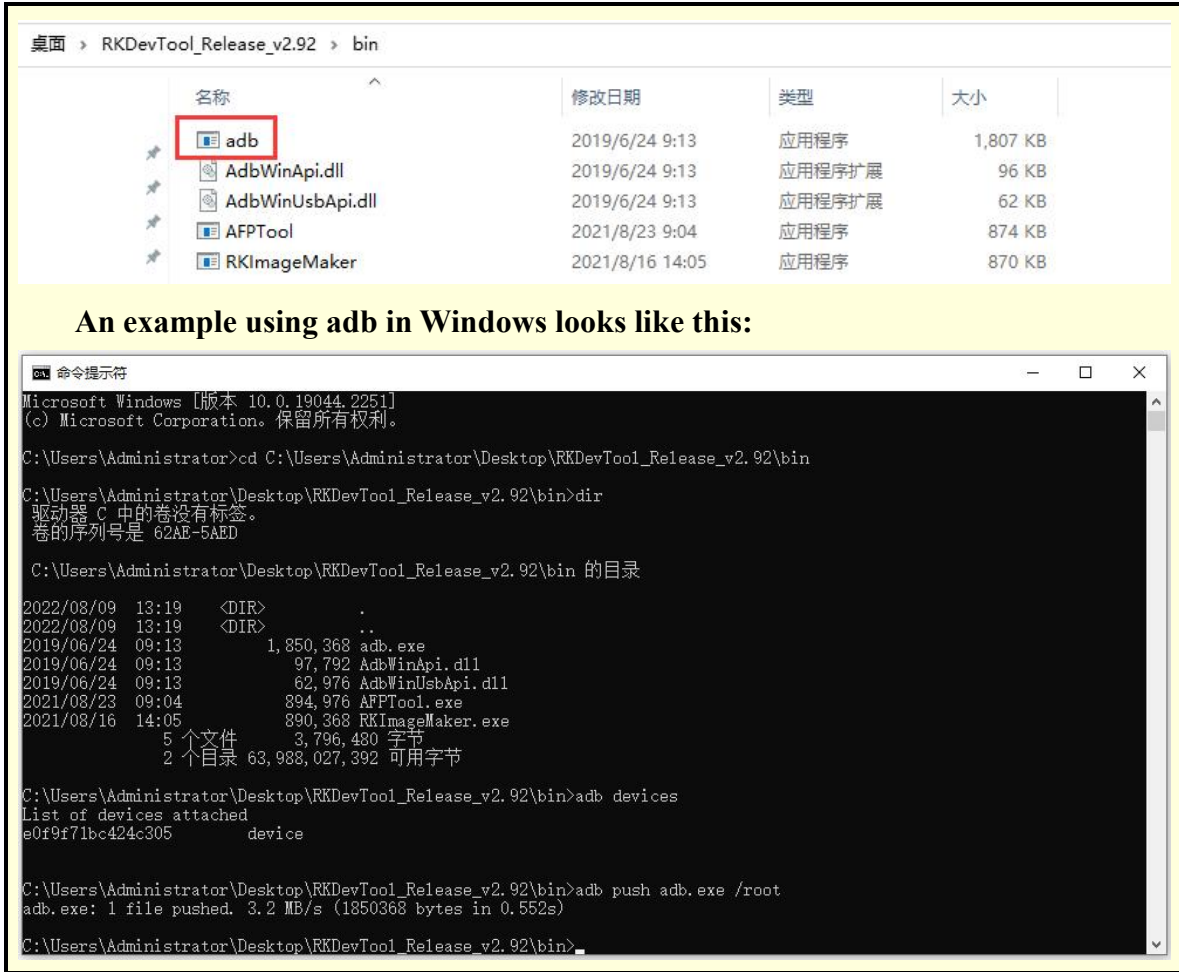 桌面 › RKDevTool_Release_v2.92 › bin
名称 修改日期 类型 大小
adb 2019/6/24 9:13 应用程序 1,807 KB
AdbWinApi.dll 2019/6/24 9:13 应用程序扩展 96 KB
AdbWinUsbApi.dll 2019/6/24 9:13 应用程序扩展 62 KB
AFPTool 2021/8/23 9:04 应用程序 874 KB
RKImageMaker 2021/8/16 14:05 应用程序 870 KB
An example using adb in Windows looks like this:
命令提示符
Microsoft Windows [版本 10.0.19044.2251]
(c) Microsoft Corporation。保留所有权利。
C:\Users\Administrator>cd C:\Users\Administrator\Desktop\RKDevTool_Release_v2.92\bin
C:\Users\Administrator\Desktop\RKDevTool_Release_v2.92\bin>dir
驱动器 C 中的卷没有标签。
卷的序列号是 62AE-5AED
C:\Users\Administrator\Desktop\RKDevTool_Release_v2.92\bin 的目录
2022/08/09 13:19 <DIR> .
2022/08/09 13:19 <DIR> ..
2019/06/24 09:13 1,850,368 adb.exe
2019/06/24 09:13 97,792 AdbWinApi.dll
2019/06/24 09:13 62,976 AdbWinUsbApi.dll
2021/08/23 09:04 894,976 AFPTool.exe
2021/08/16 14:05 890,368 RKImageMaker.exe
5 个文件 3,796,480 字节
2 个目录 63,988,027,392 可用字节
C:\Users\Administrator\Desktop\RKDevTool_Release_v2.92\bin>adb devices
List of devices attached
e0f9f71bc424c305 device
C:\Users\Administrator\Desktop\RKDevTool_Release_v2.92\bin>adb push adb.exe /root
adb.exe: 1 file pushed. 3.2 MB/s (1850368 bytes in 0.552s)
C:\Users\Administrator\Desktop\RKDevTool_Release_v2.92\bin>